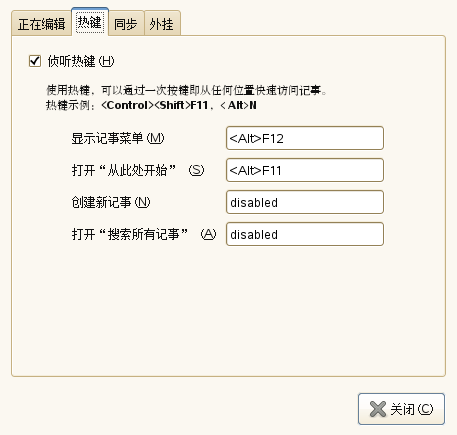 正在编辑 热键 同步 外挂
侦听热键(H)
使用热键，可以通过一次按键即从任何位置快速访问记事。
热键示例：<Control><Shift>F11，<Alt>N
显示记事菜单(M) <Alt>F12
打开“从此处开始” (S) <Alt>F11
创建新记事(N) disabled
打开“搜索所有记事” (A) disabled
关闭(C)